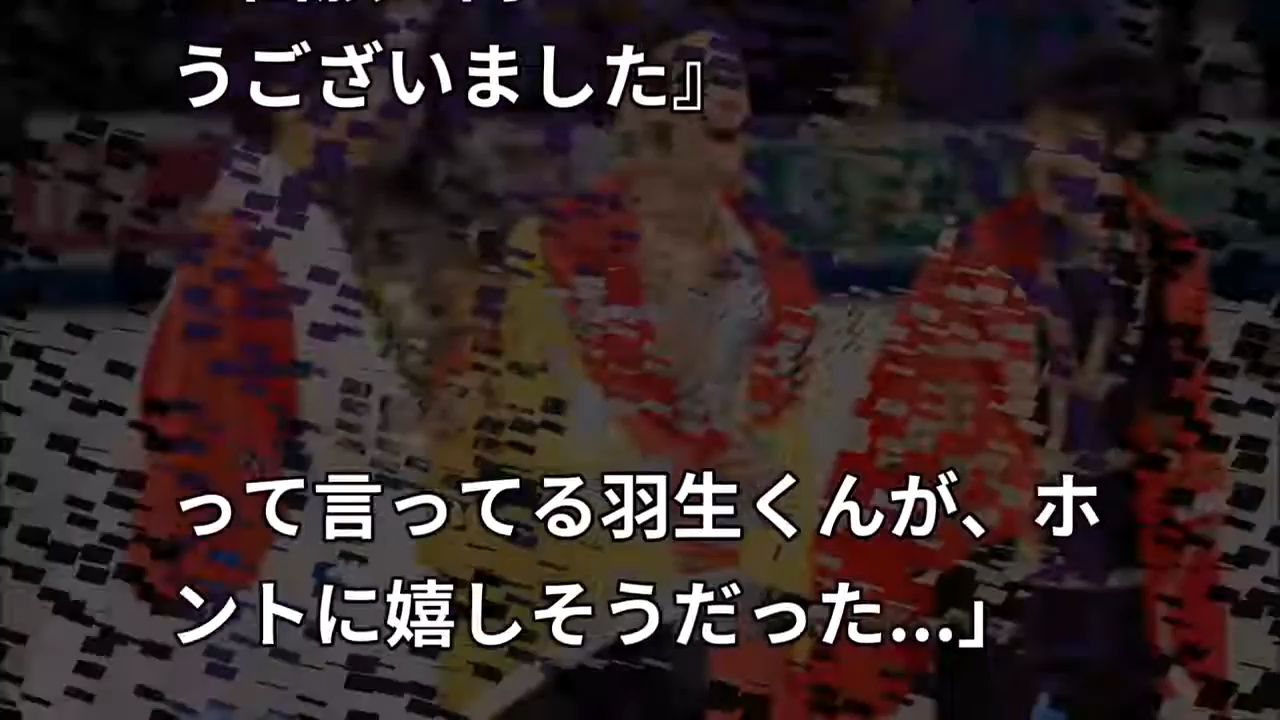 うございました』
って言ってる羽生くんが、ホ
ントに嬉しそうだった...」